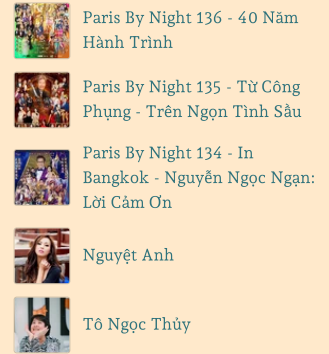 Paris By Night 136 - 40 Năm
Hành Trình
Paris By Night 135 - Từ Công
Phụng - Trên Ngọn Tình Sầu
Paris By Night 134 - In
Bangkok - Nguyễn Ngọc Ngạn:
Lời Cảm Ơn
Nguyệt Anh
Tô Ngọc Thủy